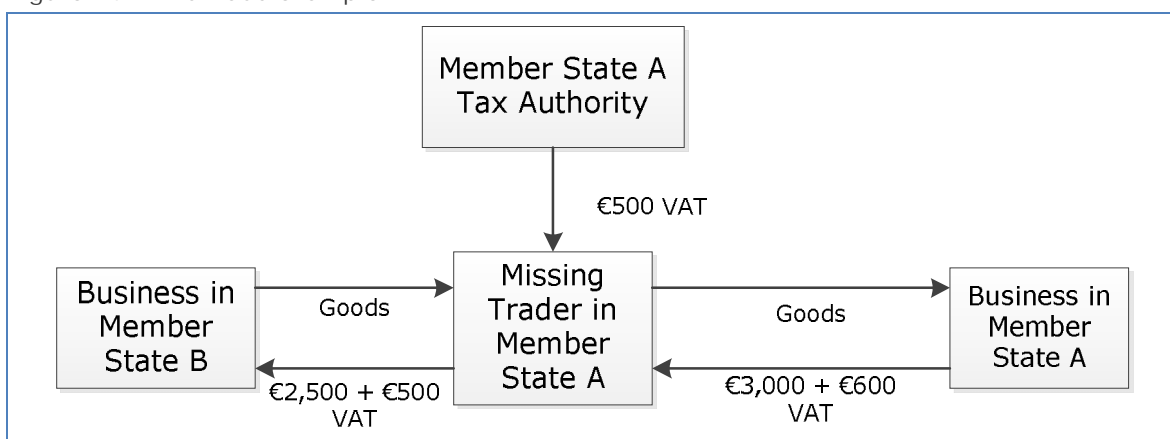 Member State A
Tax Authority
€500 VAT
Business in
Member
State B
Goods
€2,500 + €500
VAT
Missing
Trader in
Member
State A
Goods
€3,000 + €600
VAT
Business in
Member
State A